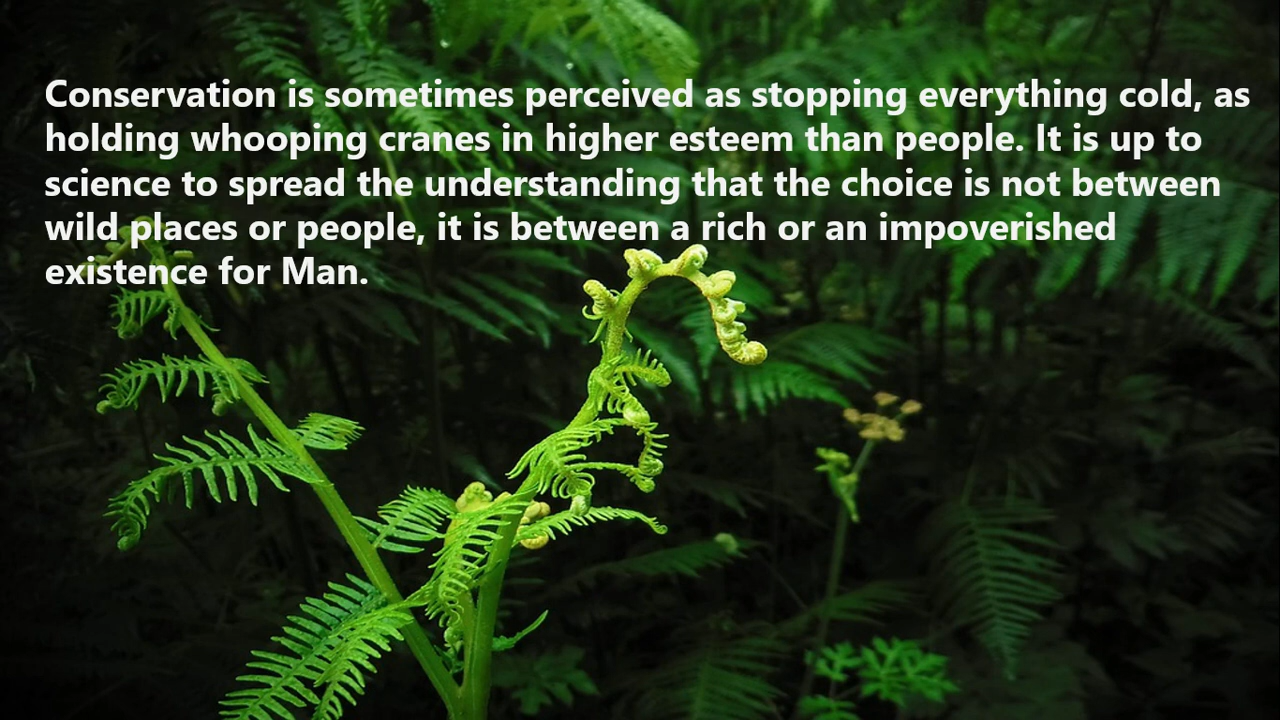 Conservation is sometimes perceived as stopping everything cold, as
holding whooping cranes in higher esteem than people. It is up to
science to spread the understanding that the choice is not between
wild places or people, it is between a rich or an impoverished
existence for Man.